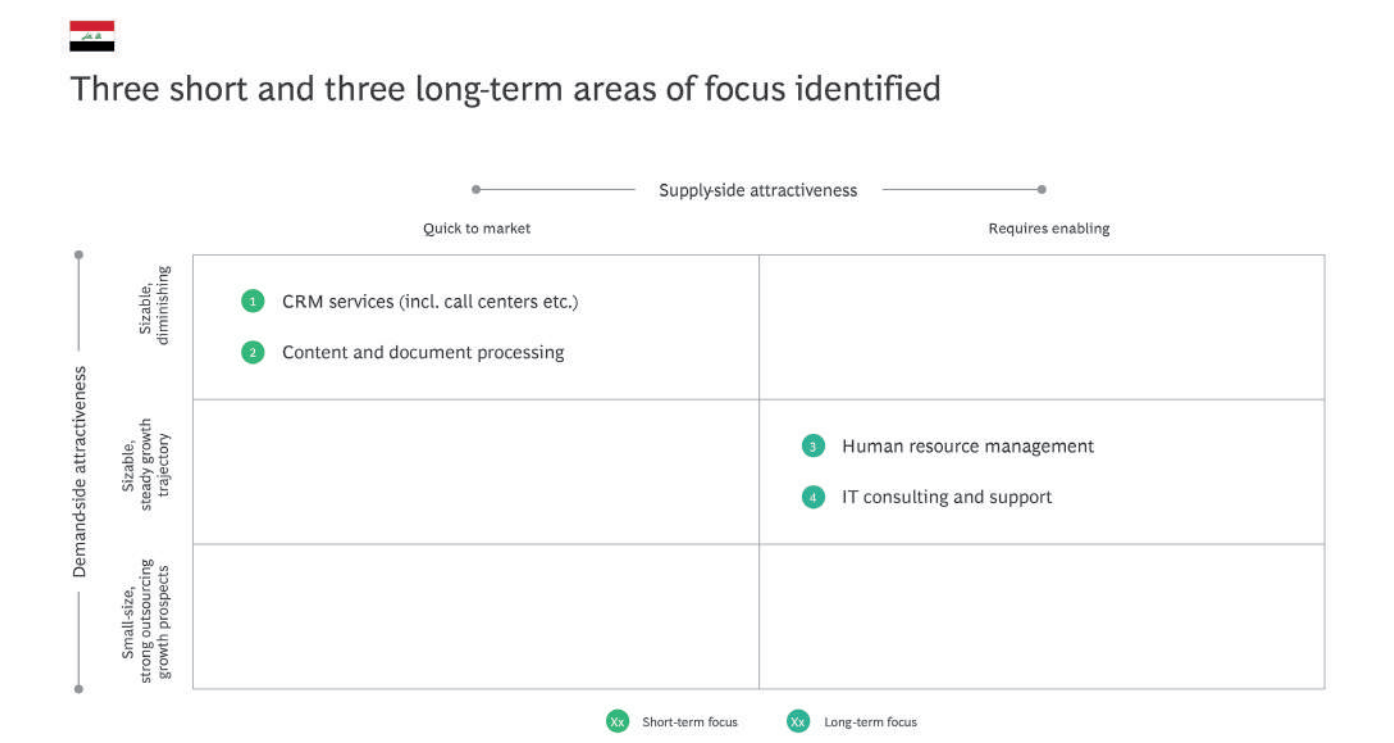 Three short and three long-term areas of focus identified
Supply-side attractiveness
Quick to market
Requires enabling
Demand-side attractiveness
Sizable,
diminishing
1 CRM services (incl. call centers etc.)
2 Content and document processing
Sizable,
steady growth
trajectory
3 Human resource management
4 IT consulting and support
Small-size,
strong outsourcing
growth prospects
Xx Short-term focus
Xx Long-term focus